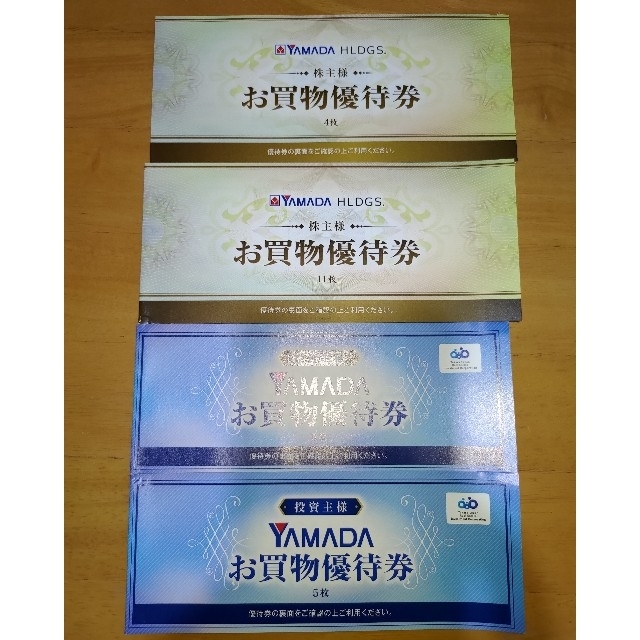 YAMADA HLDGS.
株主様
お買物優待券
4枚
優待券の裏面をご確認の上ご利用ください。
YAMADA HLDGS.
株主様
お買物優待券
11枚
優待券の裏面をご確認の上ご利用ください。
YAMADA
お買物優待券
優待券の裏面をご確認の上ご利用ください。
投資主様
YAMADA
お買物優待券
5枚
優待券の裏面をご確認の上ご利用ください。